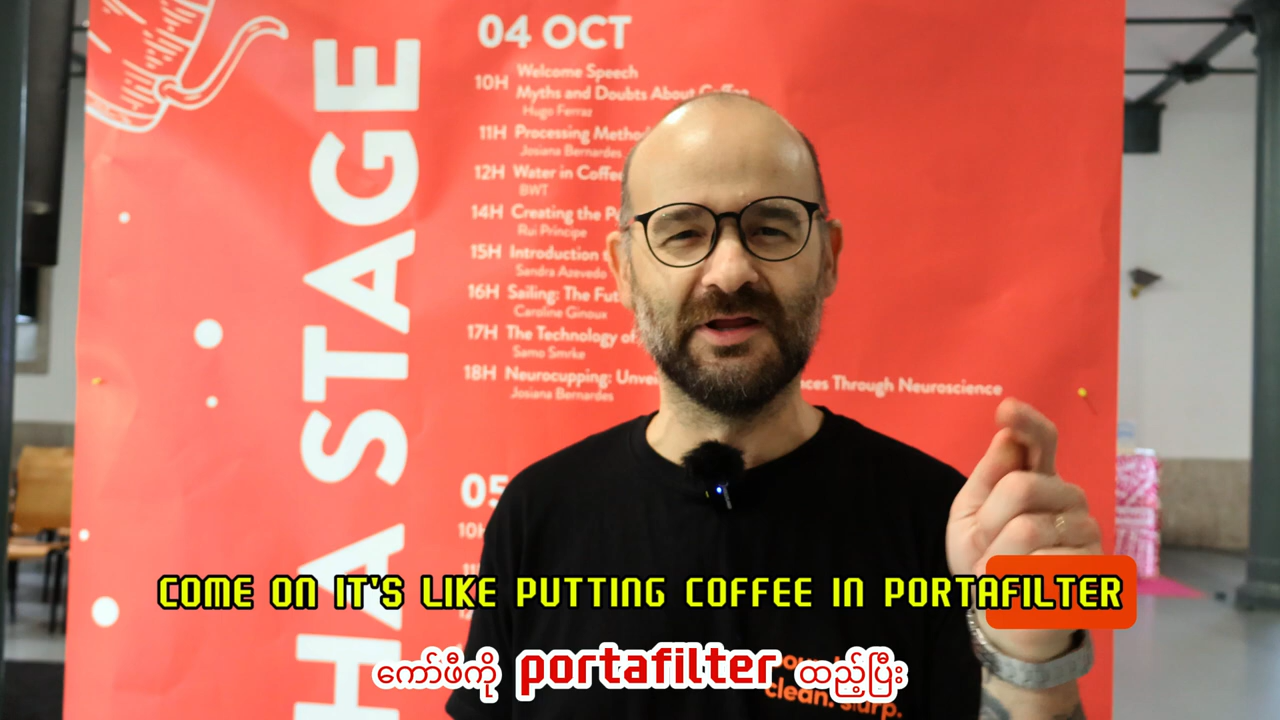 04 OCT
10H Welcome Speech
Myths and Doubts About Coffee
Hugo Ferraz
11H Processing Method
Josiana Bernardes
12H Water in Coffee
BWT
14H Creating the
Rui Principe
15H Introduction
Sandra Azevedo
16H Sailing: The
Caroline Ginoux
17H The Technology of
Samo Smrke
18H Neurocupping: Through Neuroscience
Josiana Bernardes
HA STAGE
05
10H
COME ON IT'S LIKE PUTTING COFFEE IN PORTAFILTER
ကော်ဖီကို portafilter ထည့်ပြီး
clean. slurp.